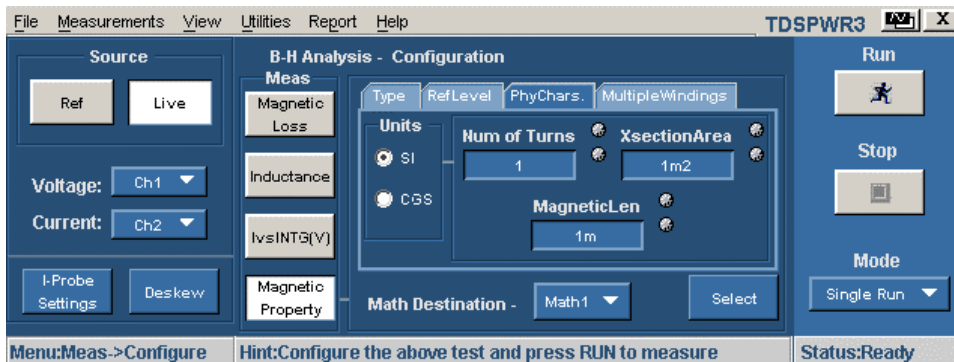 File Measurements View Utilities Report Help TDSPWR3 X
Source
Ref Live
Voltage: Ch1
Current: Ch2
I-Probe
Settings
Deskew
B-H Analysis - Configuration
Meas
Magnetic
Loss
Inductance
IvsINTG(V)
Magnetic
Property
Type RefLevel PhyChars. MultipleWindings
Units
SI
CGS
Num of Turns
1
XsectionArea
1m2
MagneticLen
1m
Math Destination - Math1 Select
Run
Stop
Mode
Single Run
Menu:Meas->Configure Hint:Configure the above test and press RUN to measure Status:Ready